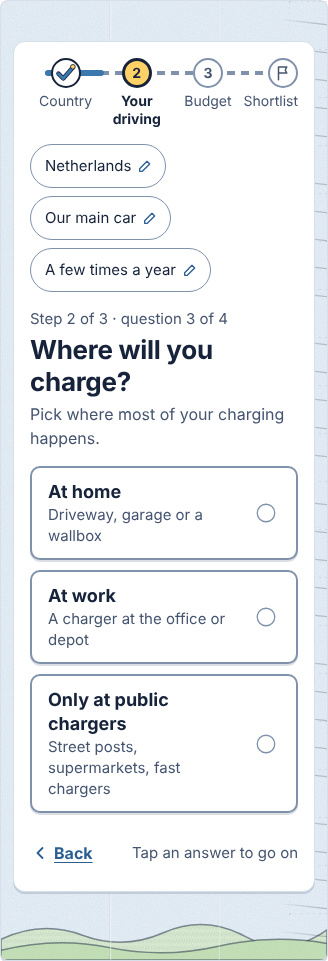 2
3
Country
Your driving
Budget
Shortlist
Netherlands
Our main car
A few times a year
Step 2 of 3 · question 3 of 4
Where will you
charge?
Pick where most of your charging
happens.
At home
Driveway, garage or a
wallbox
At work
A charger at the office or
depot
Only at public
chargers
Street posts,
supermarkets, fast
chargers
Back
Tap an answer to go on